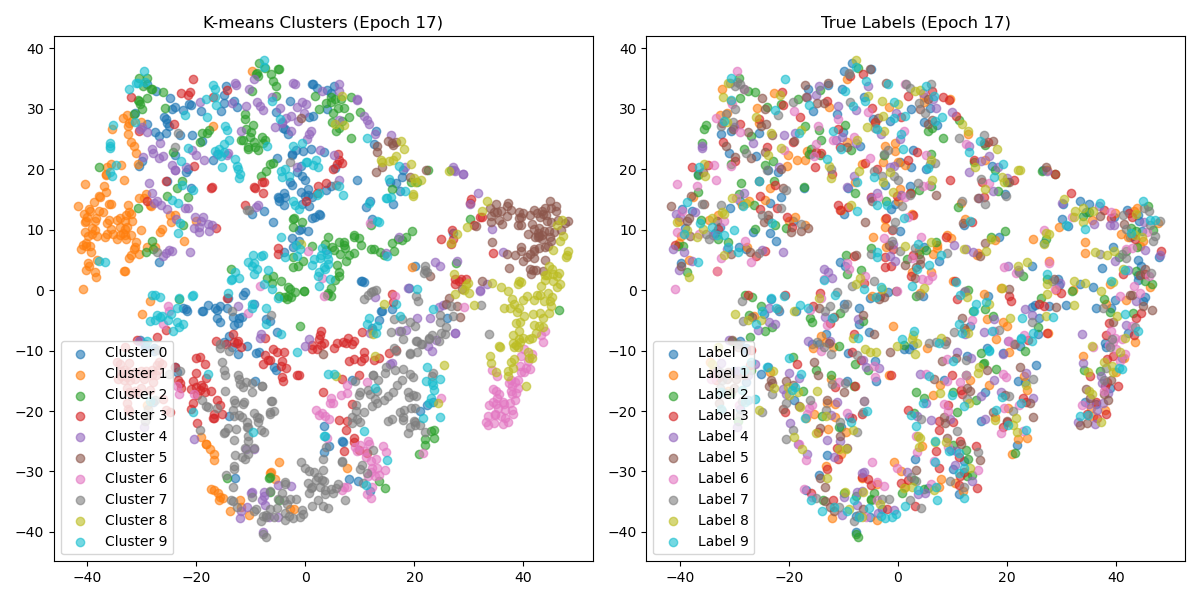 K-means Clusters (Epoch 17)
40
30
20
10
0
−10
−20
−30
−40
−40
−20
0
20
40
Cluster 0
Cluster 1
Cluster 2
Cluster 3
Cluster 4
Cluster 5
Cluster 6
Cluster 7
Cluster 8
Cluster 9
True Labels (Epoch 17)
40
30
20
10
0
−10
−20
−30
−40
−40
−20
0
20
40
Label 0
Label 1
Label 2
Label 3
Label 4
Label 5
Label 6
Label 7
Label 8
Label 9